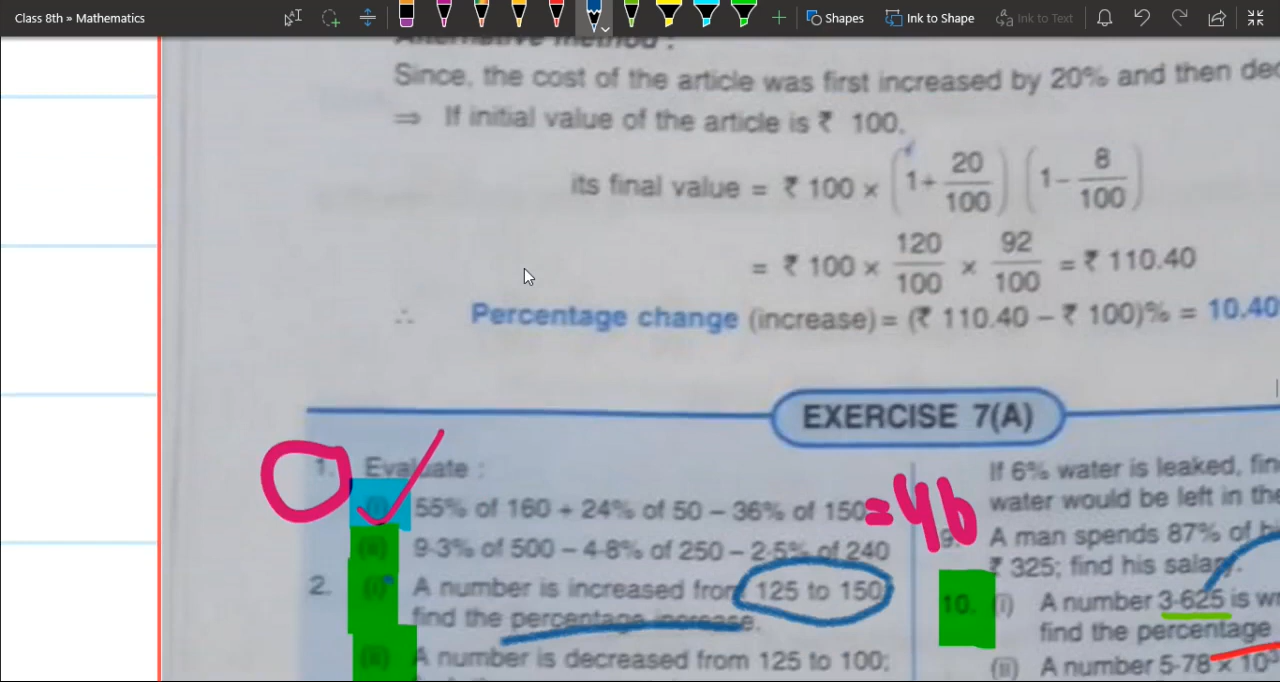 Class 8th » Mathematics
Shapes
Ink to Shape
Ink to Text
Alternative method :
Since, the cost of the article was first increased by 20% and then dec
⇒ If initial value of the article is ₹ 100.
its final value = ₹ 100 × (1+ 20/100) (1− 8/100)
= ₹ 100 × 120/100 × 92/100 = ₹ 110.40
∴ Percentage change (increase) = (₹ 110.40 − ₹ 100)% = 10.40
EXERCISE 7(A)
1. Evaluate :
(i) 55% of 160 + 24% of 50 − 36% of 150 = 46
(ii) 9·3% of 500 − 4·8% of 250 − 2·5% of 240
2. (i) A number is increased from 125 to 150;
find the percentage increase.
(ii) A number is decreased from 125 to 100;
If 6% water is leaked, fin
water would be left in the
9. A man spends 87% of
₹ 325; find his salary.
10. (i) A number 3·625 is
find the percentage
(ii) A number 5·78 × 10³